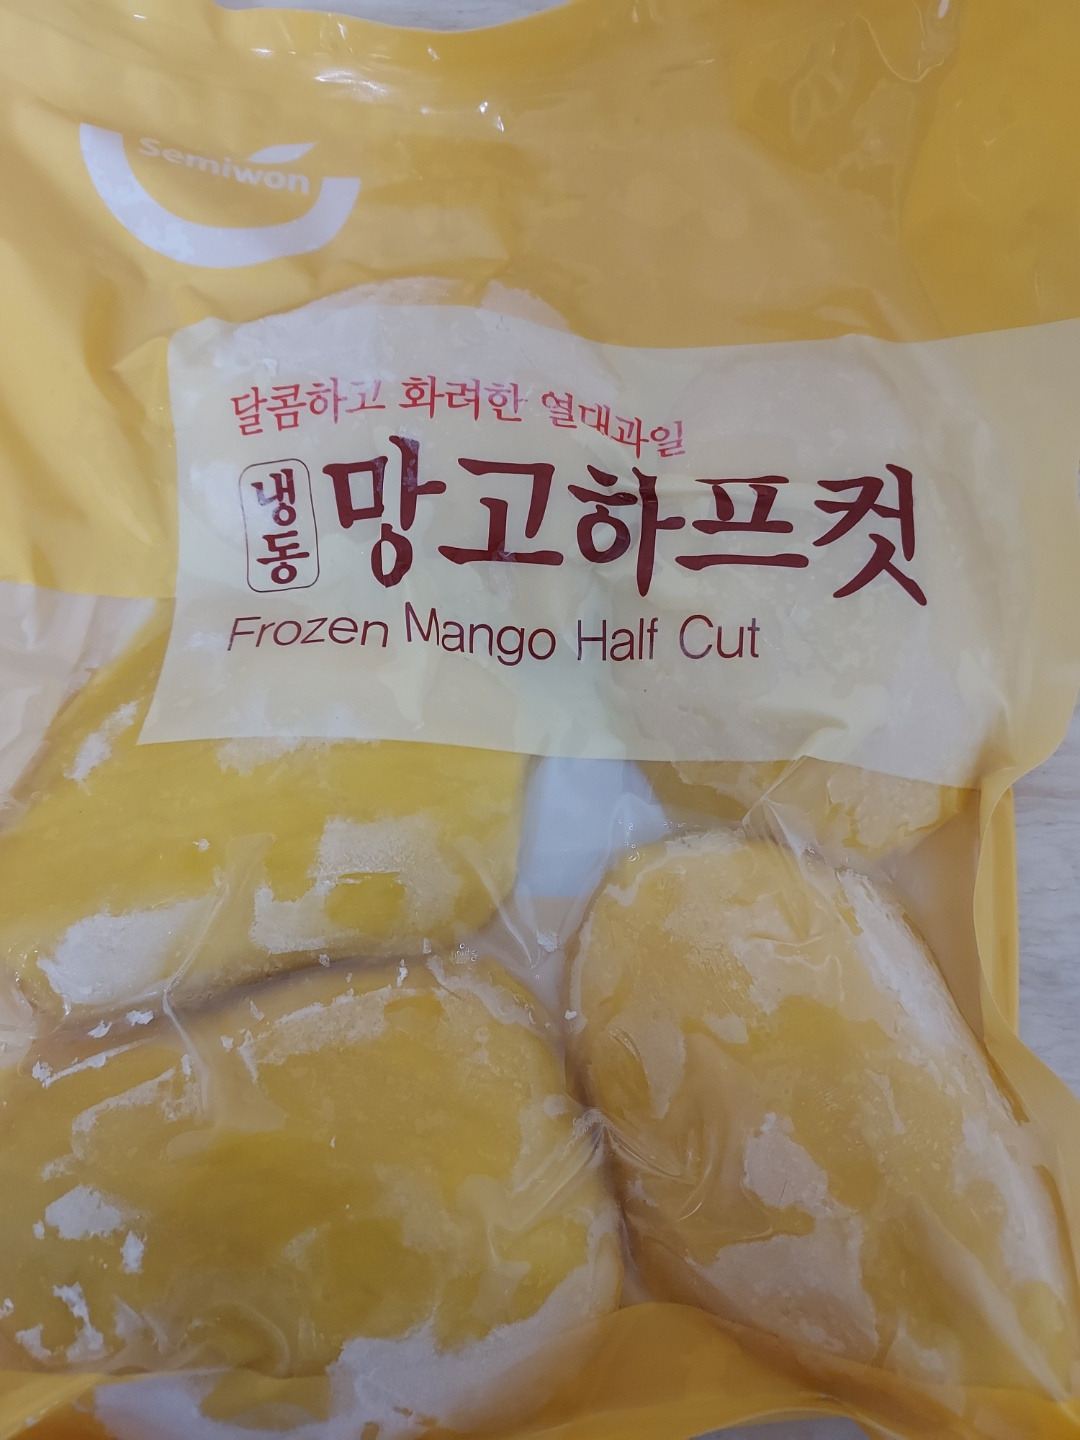 Semiwon
달콤하고 화려한 열대과일
냉동 망고하프컷
Frozen Mango Half Cut